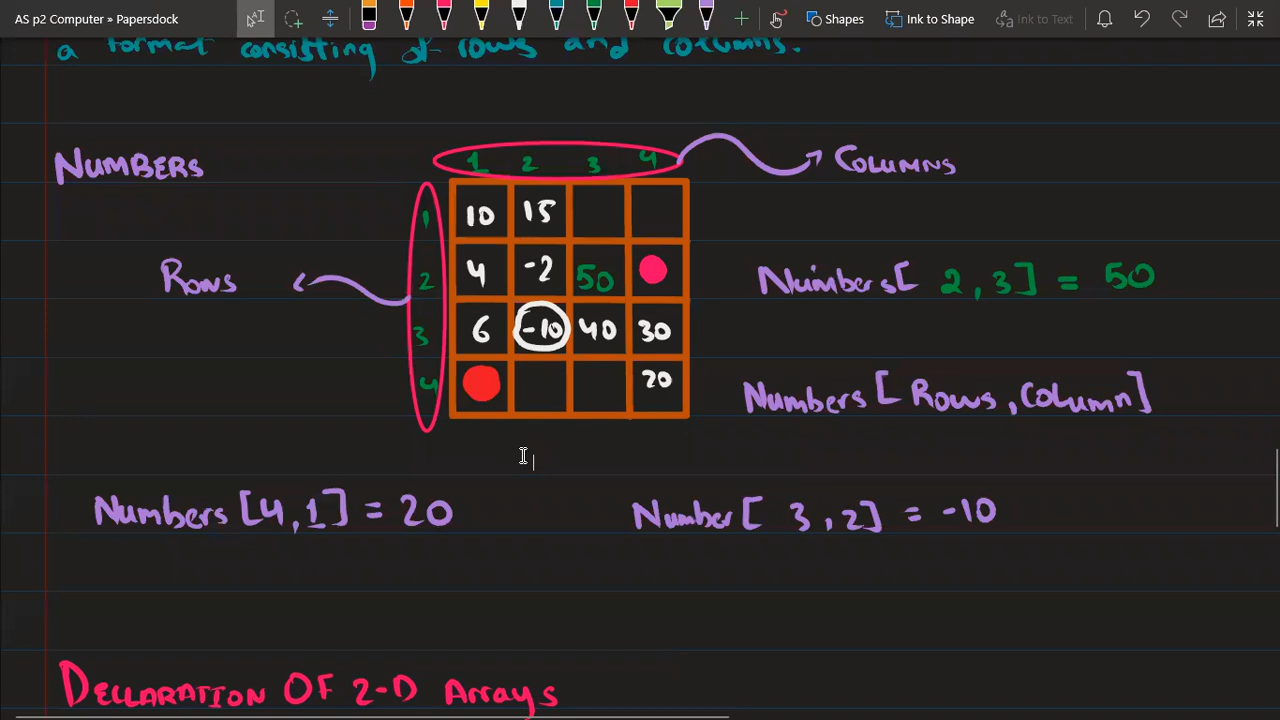 AS p2 Computer » Papersdock
Shapes Ink to Shape Ink to Text
a format consisting of rows and columns.
NUMBERS
1 2 3 4
COLUMNS
1 10 15
Rows
2 4 -2 50
Numbers[ 2,3] = 50
3 6 -10 40 30
4 20
Numbers[Rows,Column]
Numbers[4,1] = 20
Number[ 3,2] = -10
DECLARATION OF 2-D Arrays